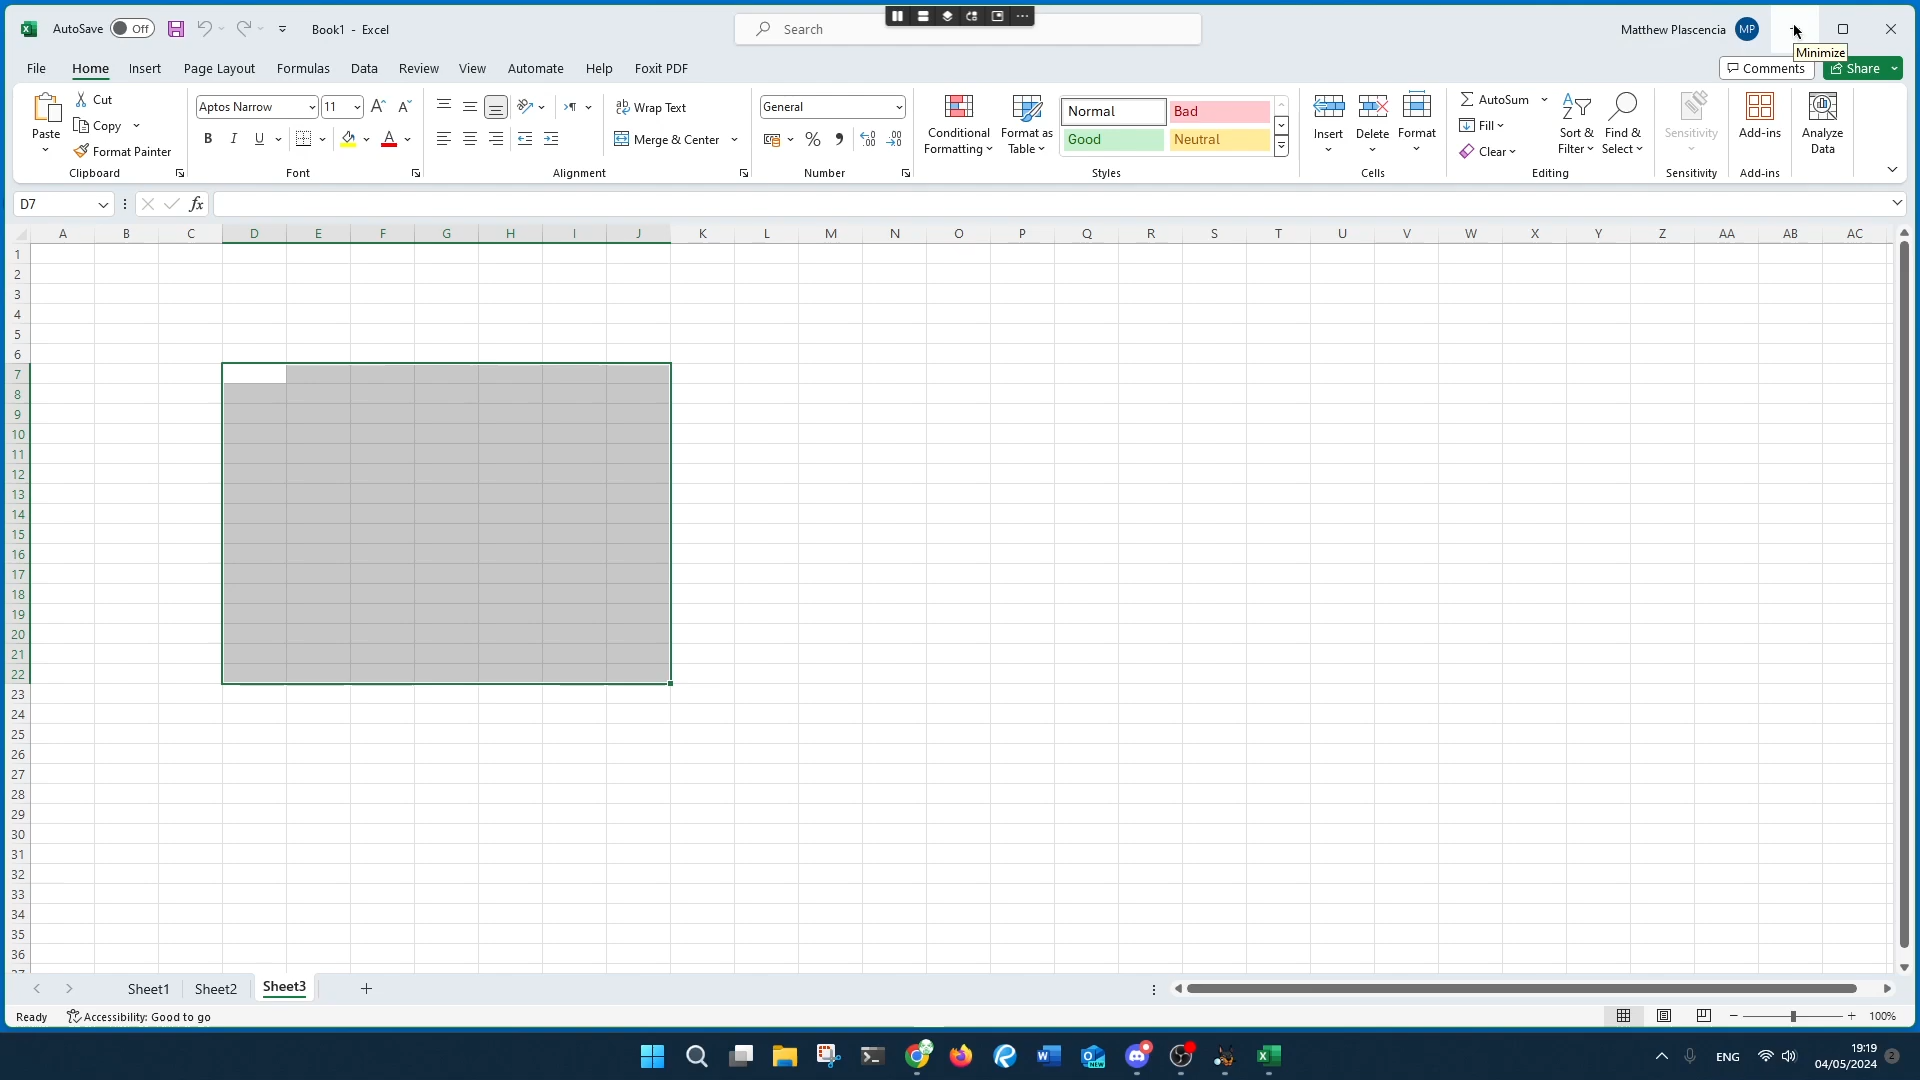 AutoSave Off Book1 - Excel Search Matthew Plascencia MP
Minimize
File Home Insert Page Layout Formulas Data Review View Automate Help Foxit PDF Comments Share
Paste Cut Copy Format Painter Clipboard
Aptos Narrow 11 B I U A Font
Wrap Text Merge & Center Alignment
General % Number
Conditional Formatting Format as Table Normal Bad Good Neutral Styles
Insert Delete Format Cells
AutoSum Fill Clear Sort & Filter Find & Select Editing
Sensitivity Sensitivity
Add-ins Add-ins
Analyze Data
D7 fx
A B C D E F G H I J K L M N O P Q R S T U V W X Y Z AA AB AC
1
2
3
4
5
6
7
8
9
10
11
12
13
14
15
16
17
18
19
20
21
22
23
24
25
26
27
28
29
30
31
32
33
34
35
36
37
Sheet1 Sheet2 Sheet3
Ready Accessibility: Good to go 100%
ENG 19:19
04/05/2024 2